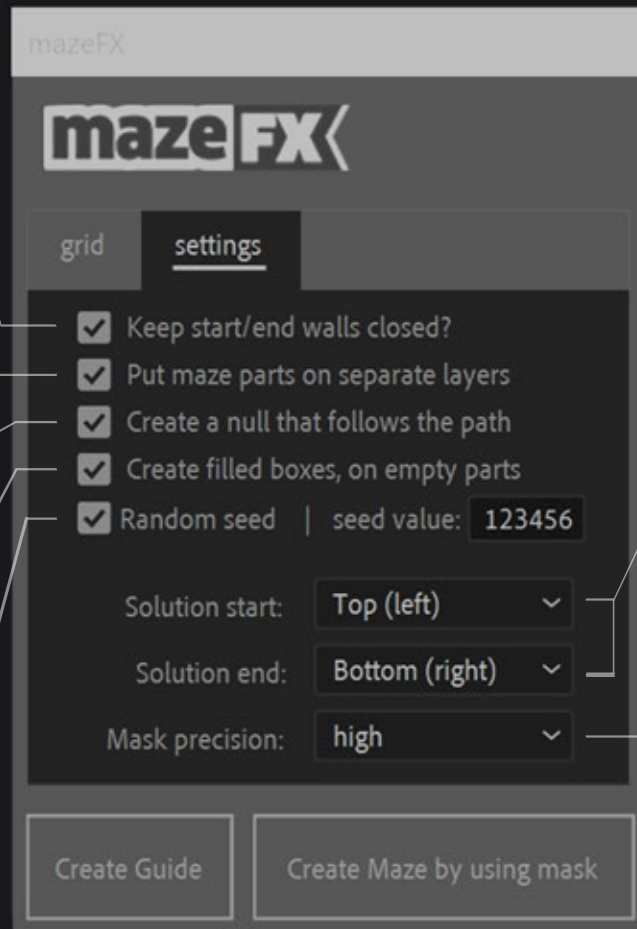 mazeFX
maze FX
grid settings
Keep start/end walls closed?
Put maze parts on separate layers
Create a null that follows the path
Create filled boxes, on empty parts
Random seed | seed value: 123456
Solution start: Top (left)
Solution end: Bottom (right)
Mask precision: high
Create Guide Create Maze by using mask